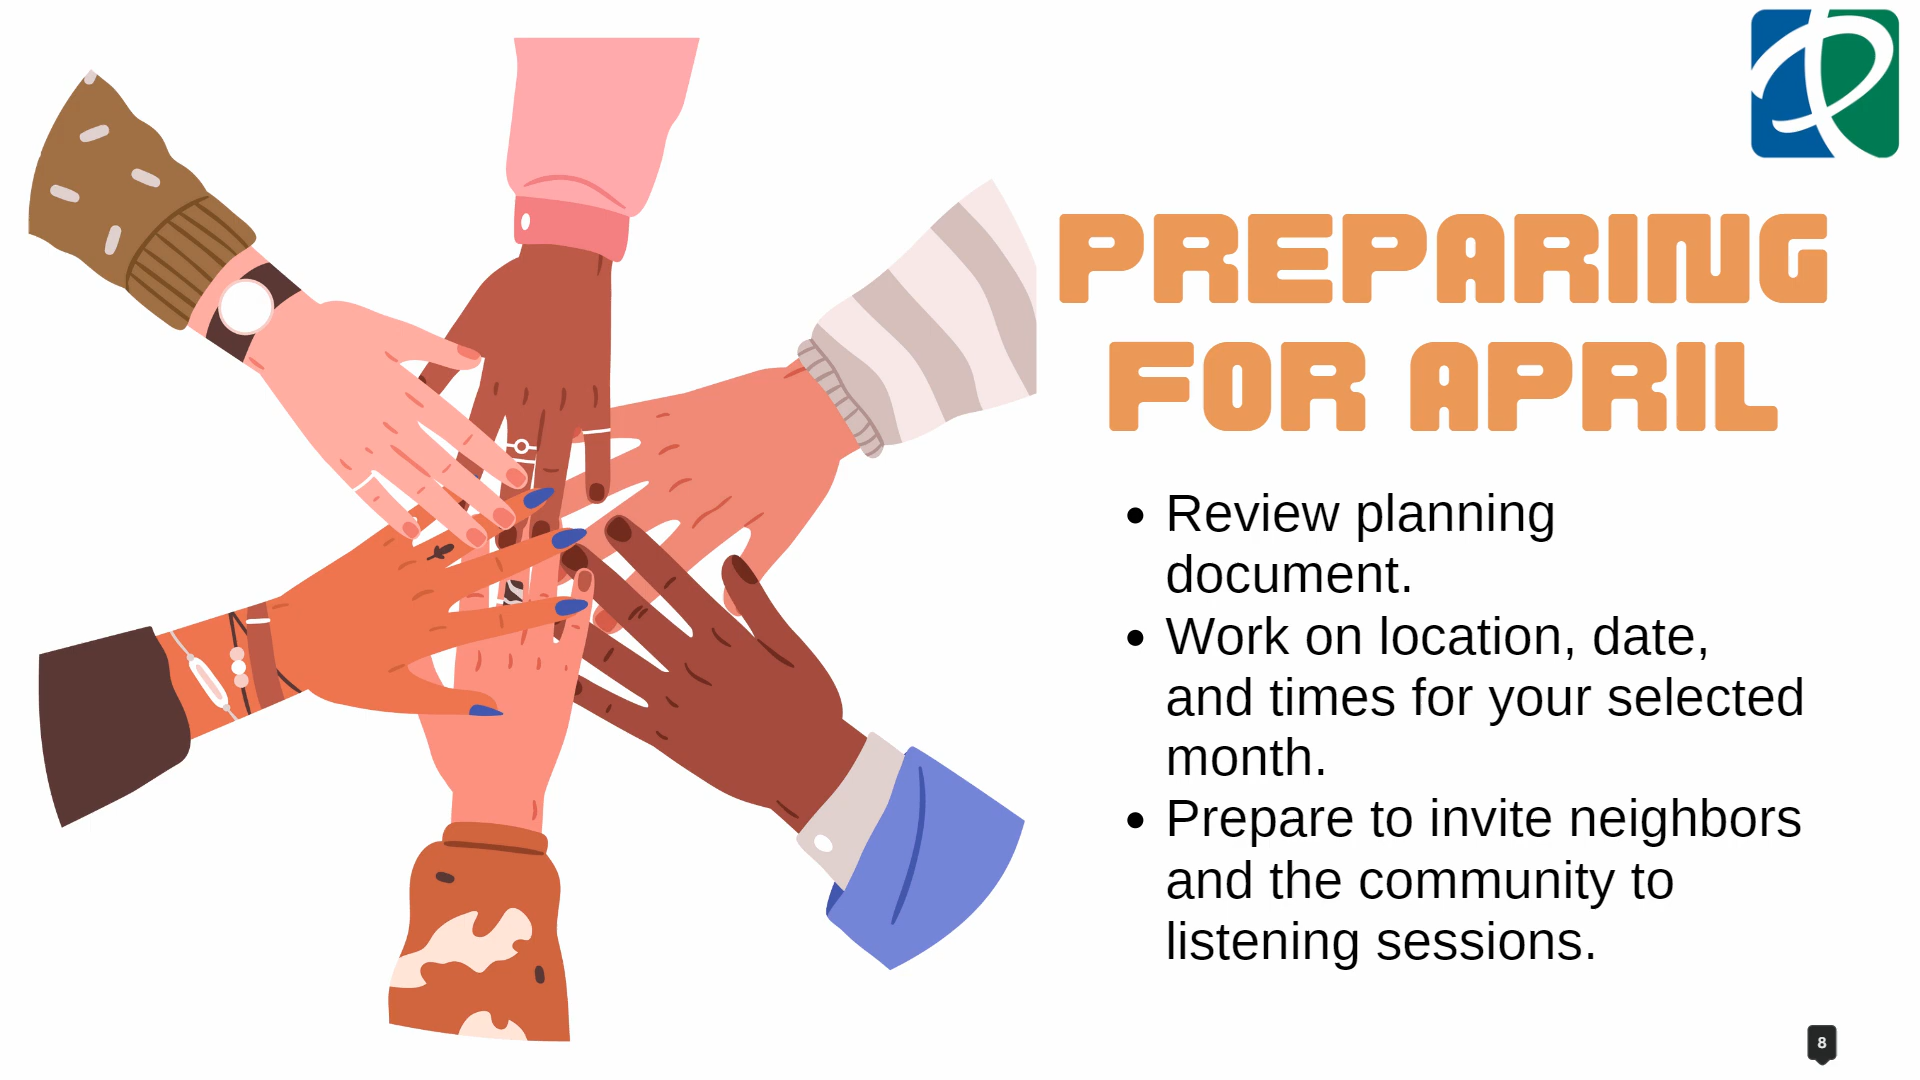 PREPARING
FOR APRIL
• Review planning
document.
• Work on location, date,
and times for your selected
month.
• Prepare to invite neighbors
and the community to
listening sessions.
8